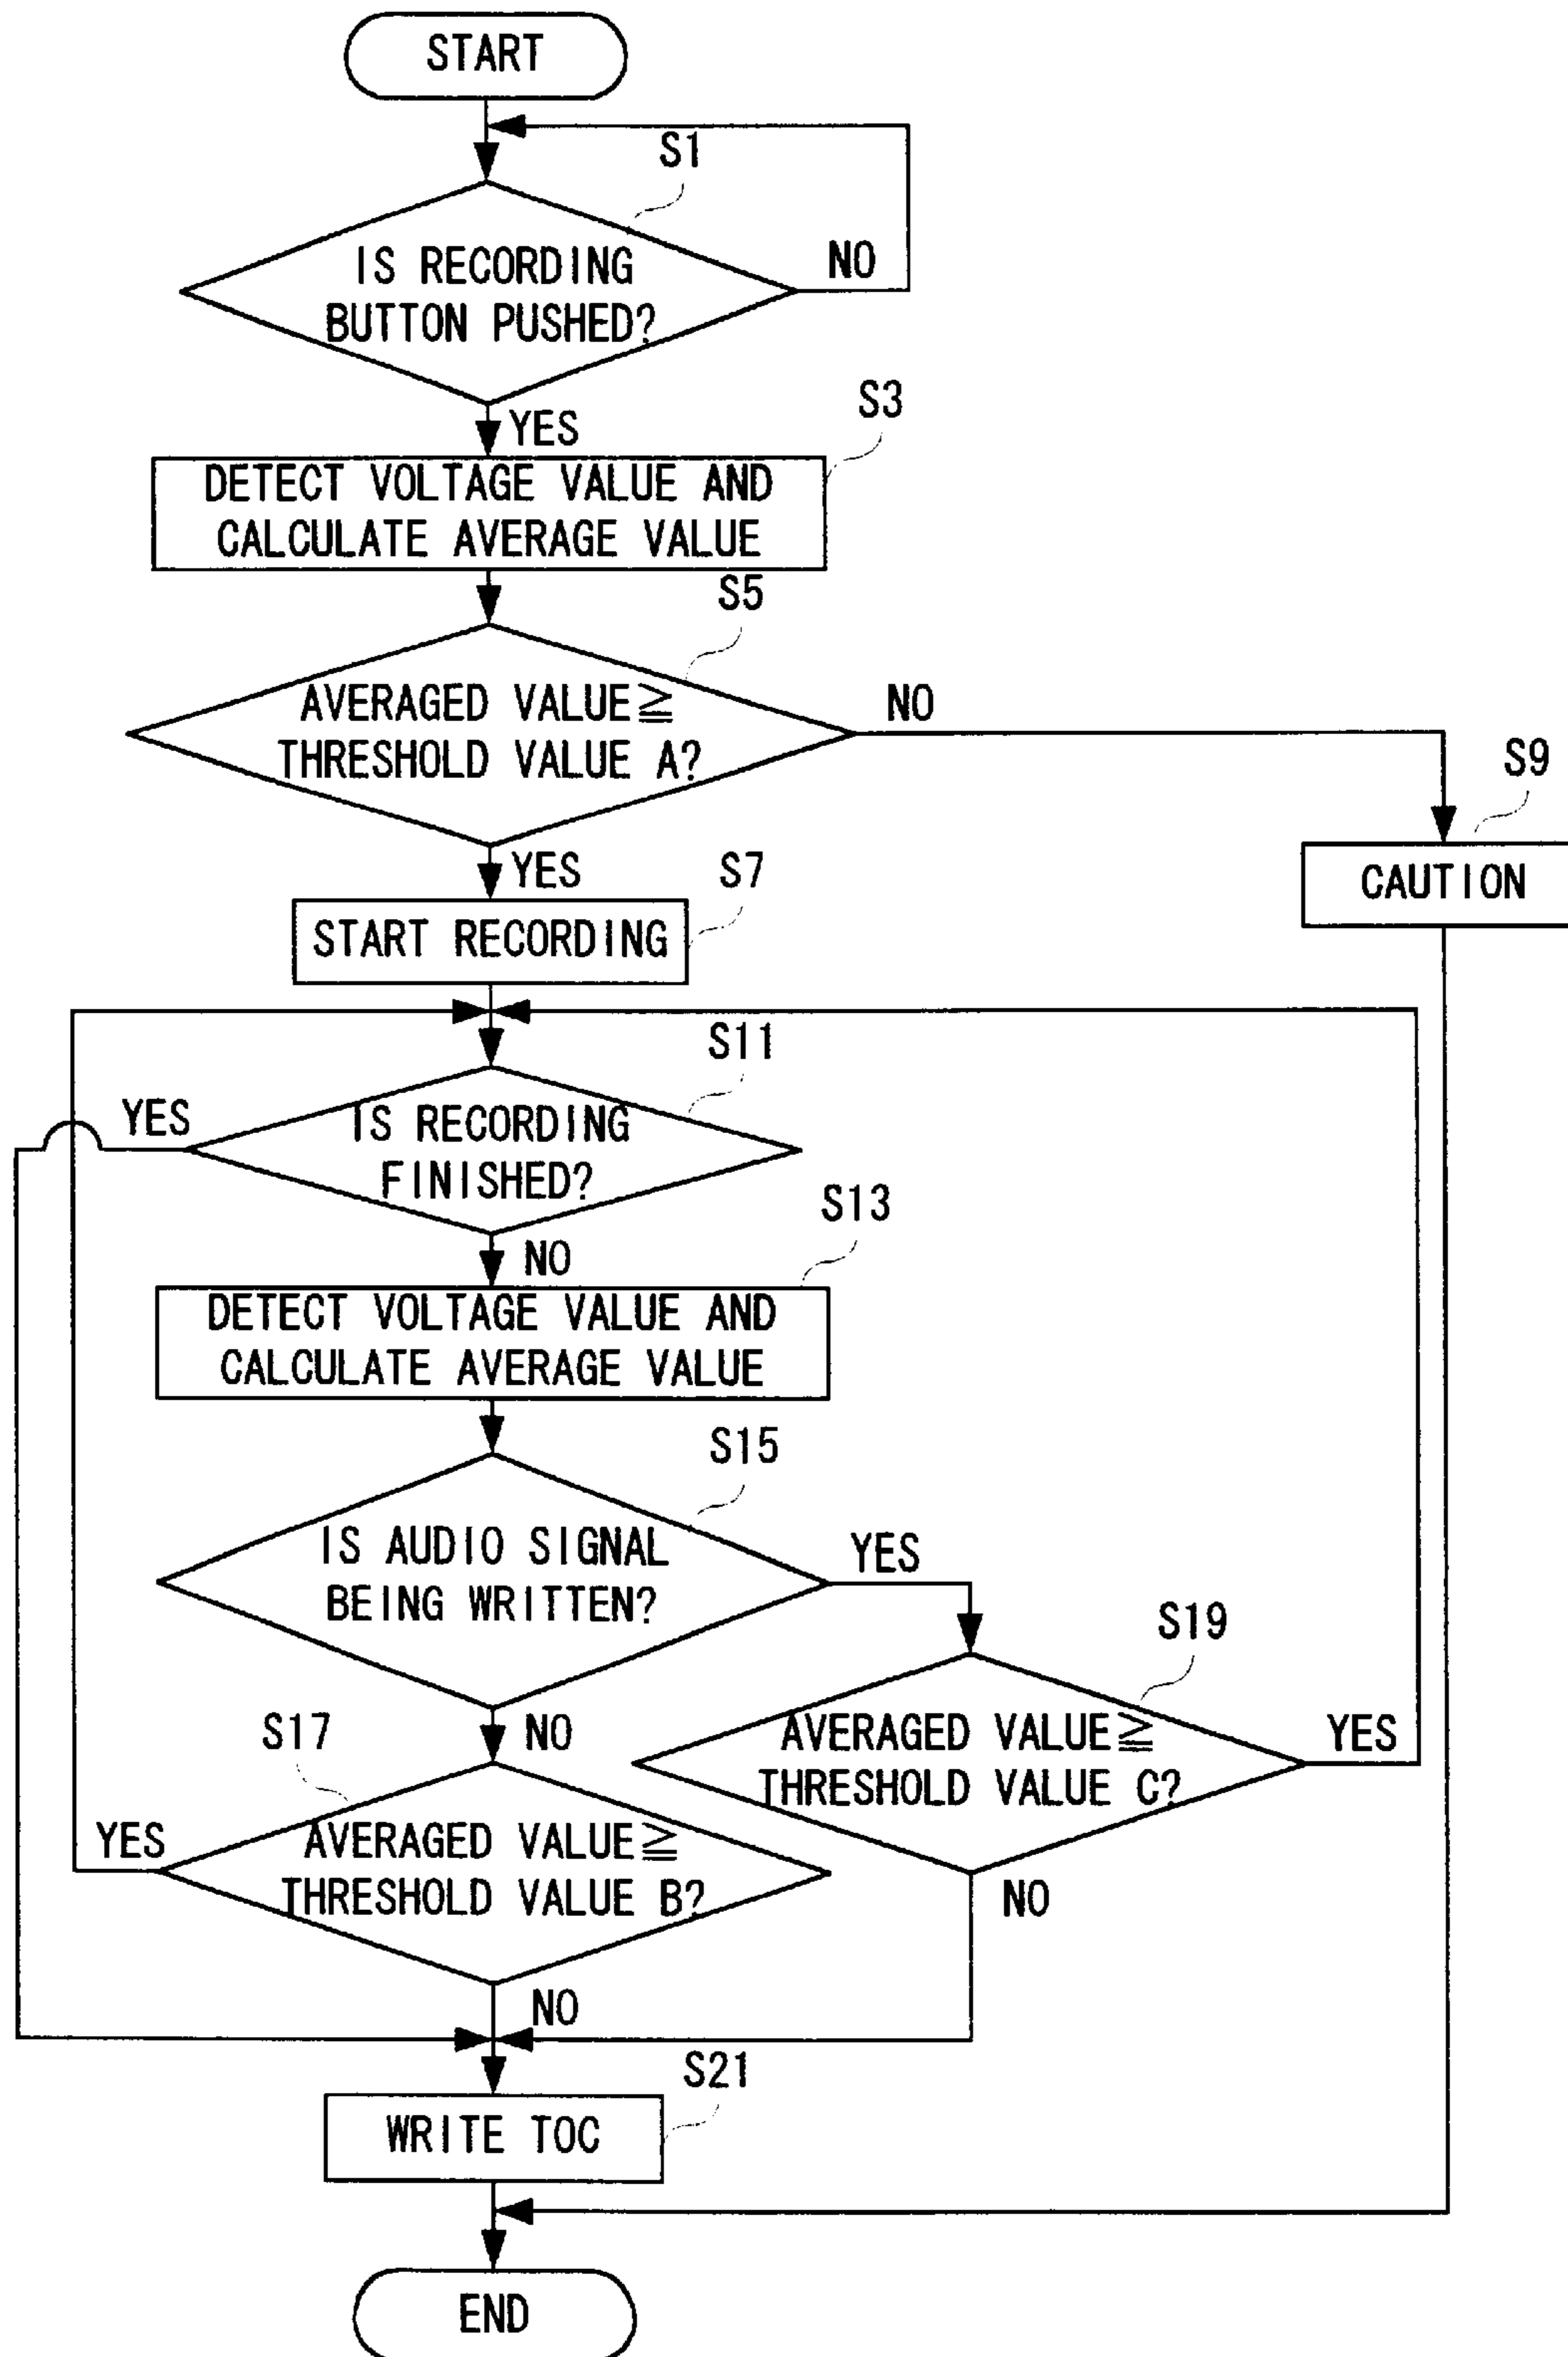 START
S1
IS RECORDING
BUTTON PUSHED?
NO
YES
S3
DETECT VOLTAGE VALUE AND
CALCULATE AVERAGE VALUE
S5
AVERAGED VALUE≧
THRESHOLD VALUE A?
NO
S9
CAUTION
YES
S7
START RECORDING
S11
YES
IS RECORDING
FINISHED?
S13
NO
DETECT VOLTAGE VALUE AND
CALCULATE AVERAGE VALUE
S15
IS AUDIO SIGNAL
BEING WRITTEN?
YES
S19
S17
NO
AVERAGED VALUE≧
THRESHOLD VALUE C?
YES
YES
AVERAGED VALUE≧
THRESHOLD VALUE B?
NO
NO
S21
WRITE TOC
END